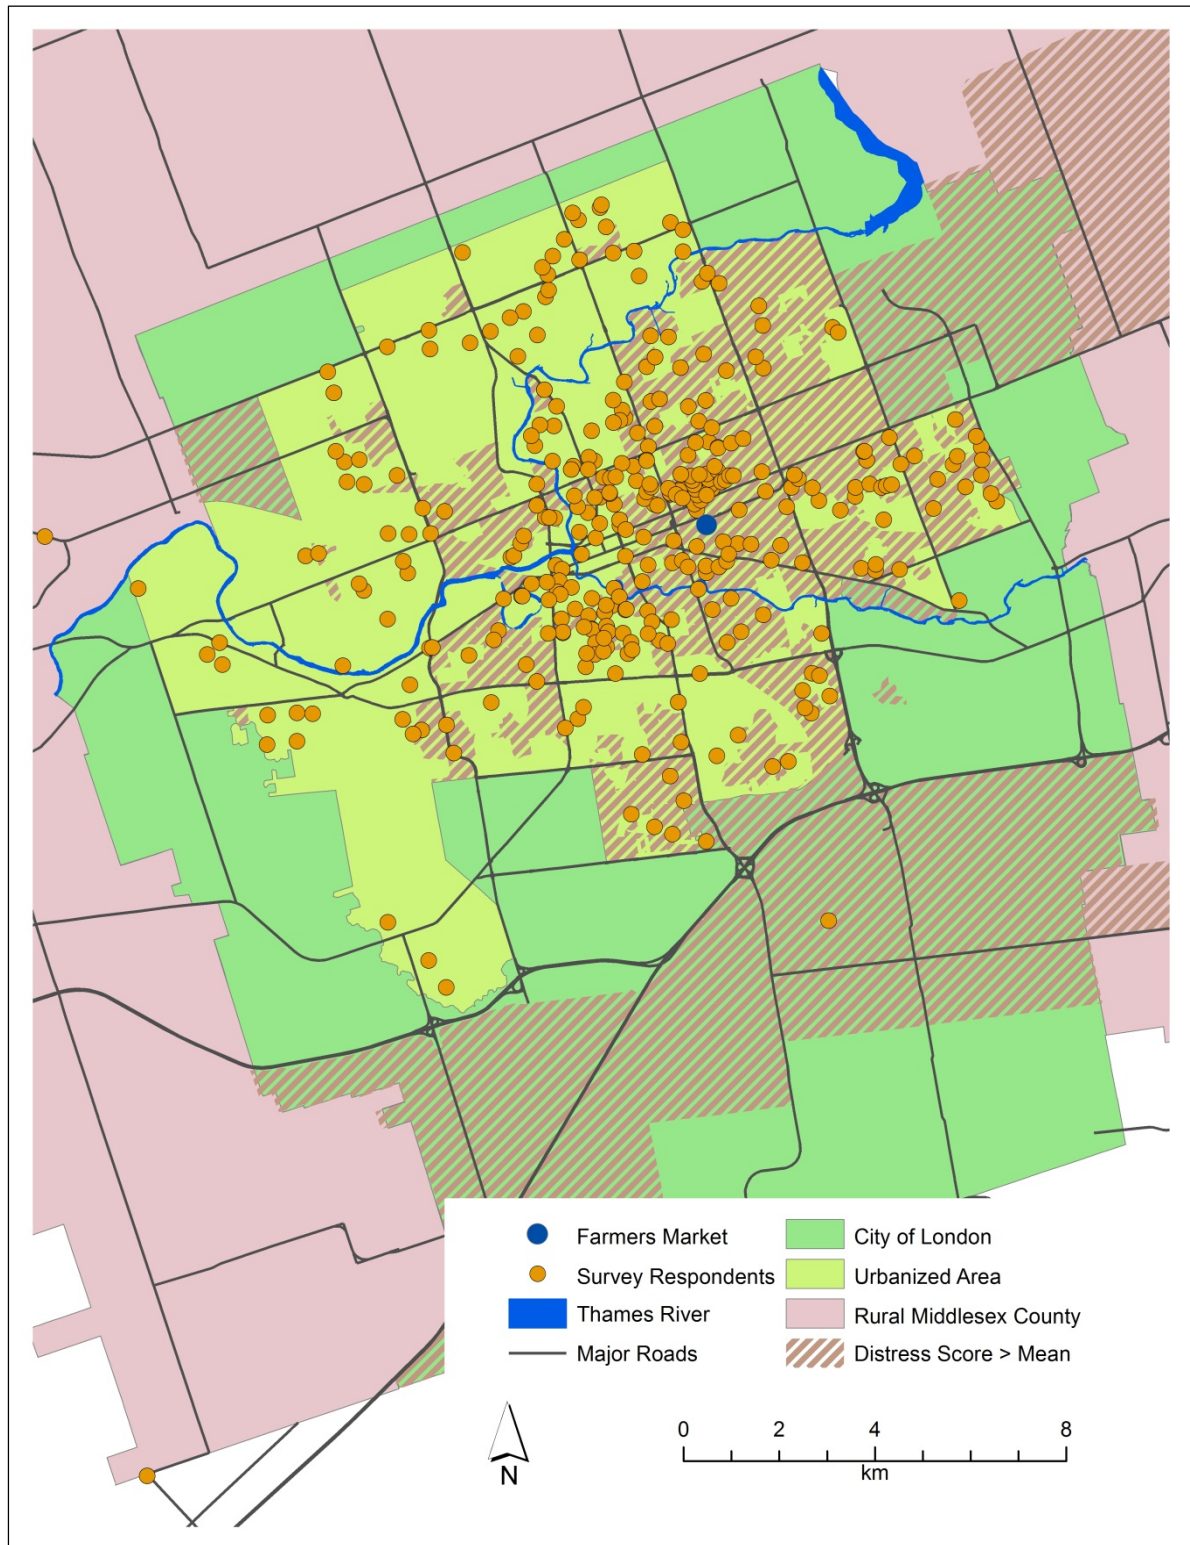 Farmers Market
Survey Respondents
Thames River
Major Roads
City of London
Urbanized Area
Rural Middlesex County
Distress Score > Mean
N
0 2 4 8
km